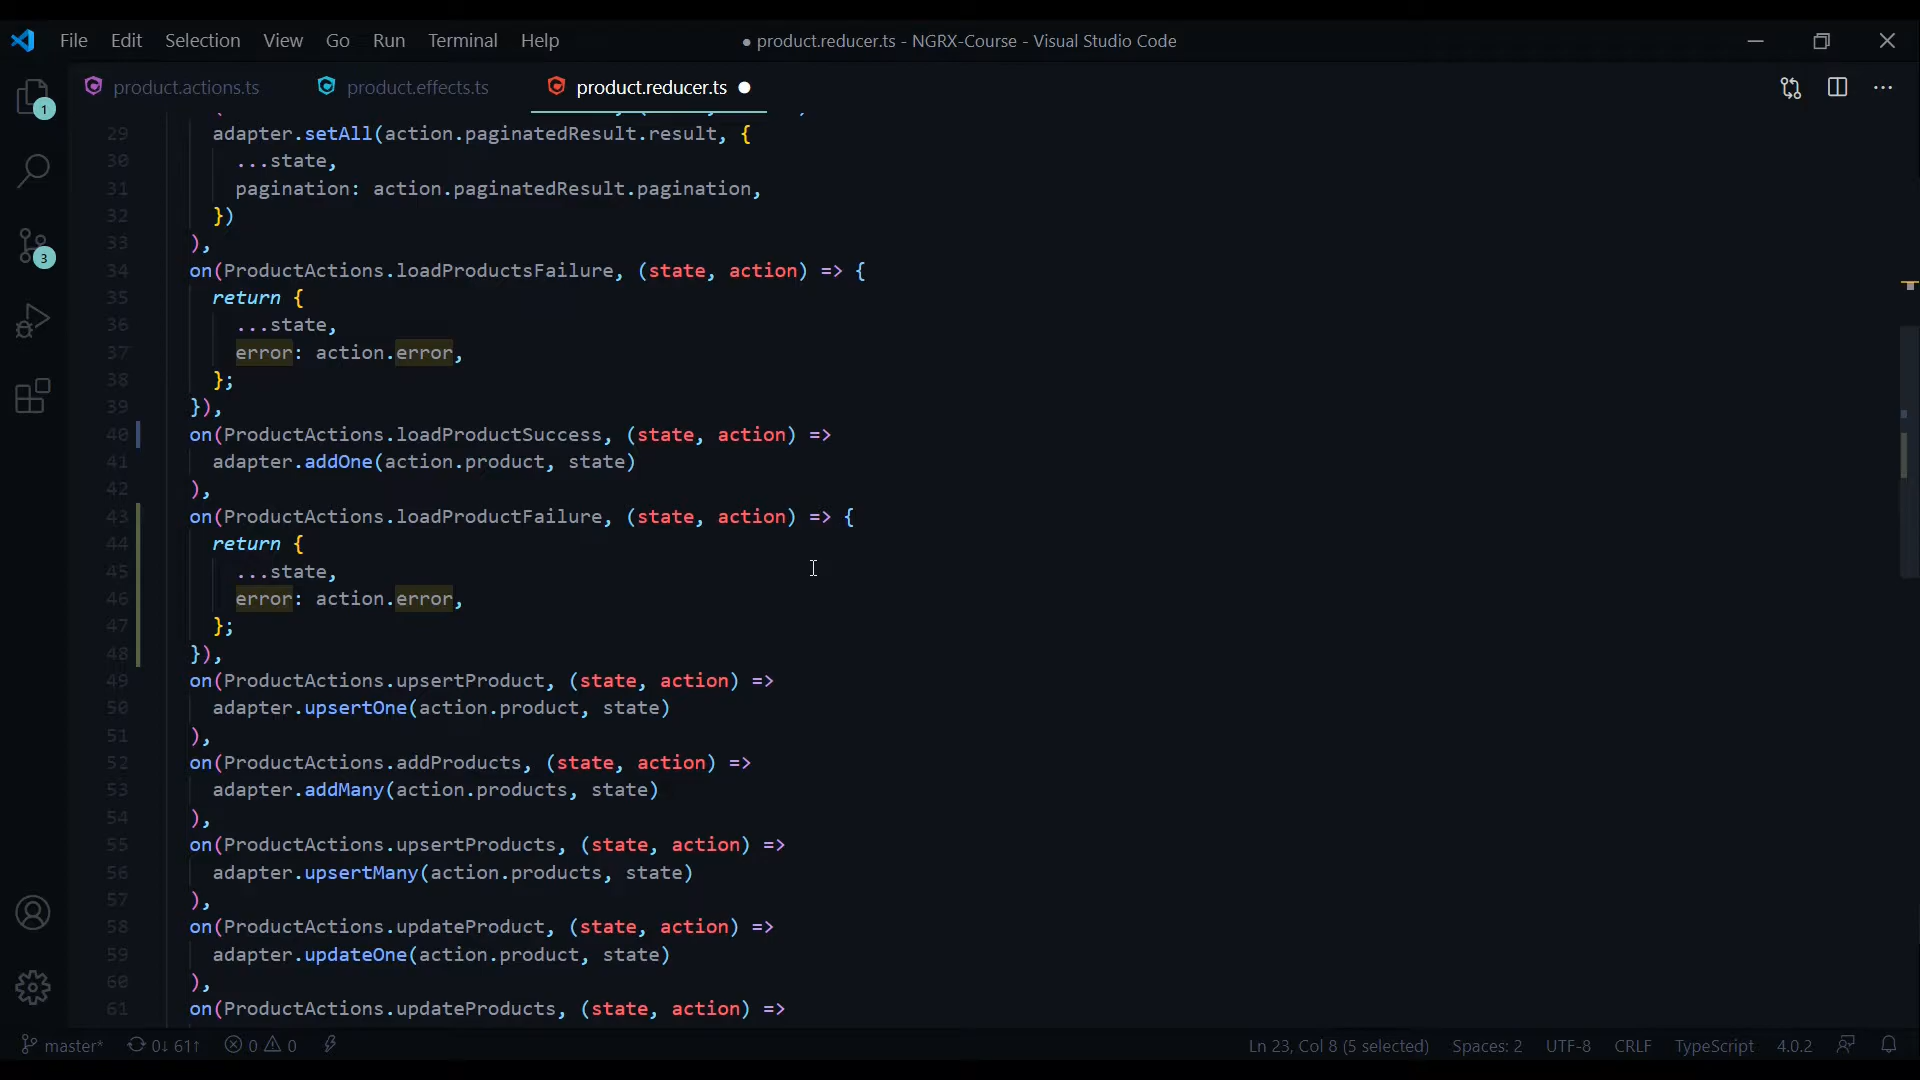 File Edit Selection View Go Run Terminal Help
● product.reducer.ts - NGRX-Course - Visual Studio Code
product.actions.ts product.effects.ts product.reducer.ts ●
1
3
29 adapter.setAll(action.paginatedResult.result, {
30 ...state,
31 pagination: action.paginatedResult.pagination,
32 })
33 ),
34 on(ProductActions.loadProductsFailure, (state, action) => {
35 return {
36 ...state,
37 error: action.error,
38 };
39 }),
40 on(ProductActions.loadProductSuccess, (state, action) =>
41 adapter.addOne(action.product, state)
42 ),
43 on(ProductActions.loadProductFailure, (state, action) => {
44 return {
45 ...state,
46 error: action.error,
47 };
48 }),
49 on(ProductActions.upsertProduct, (state, action) =>
50 adapter.upsertOne(action.product, state)
51 ),
52 on(ProductActions.addProducts, (state, action) =>
53 adapter.addMany(action.products, state)
54 ),
55 on(ProductActions.upsertProducts, (state, action) =>
56 adapter.upsertMany(action.products, state)
57 ),
58 on(ProductActions.updateProduct, (state, action) =>
59 adapter.updateOne(action.product, state)
60 ),
61 on(ProductActions.updateProducts, (state, action) =>
master* 0↓ 61↑ 0 0 Ln 23, Col 8 (5 selected) Spaces: 2 UTF-8 CRLF TypeScript 4.0.2